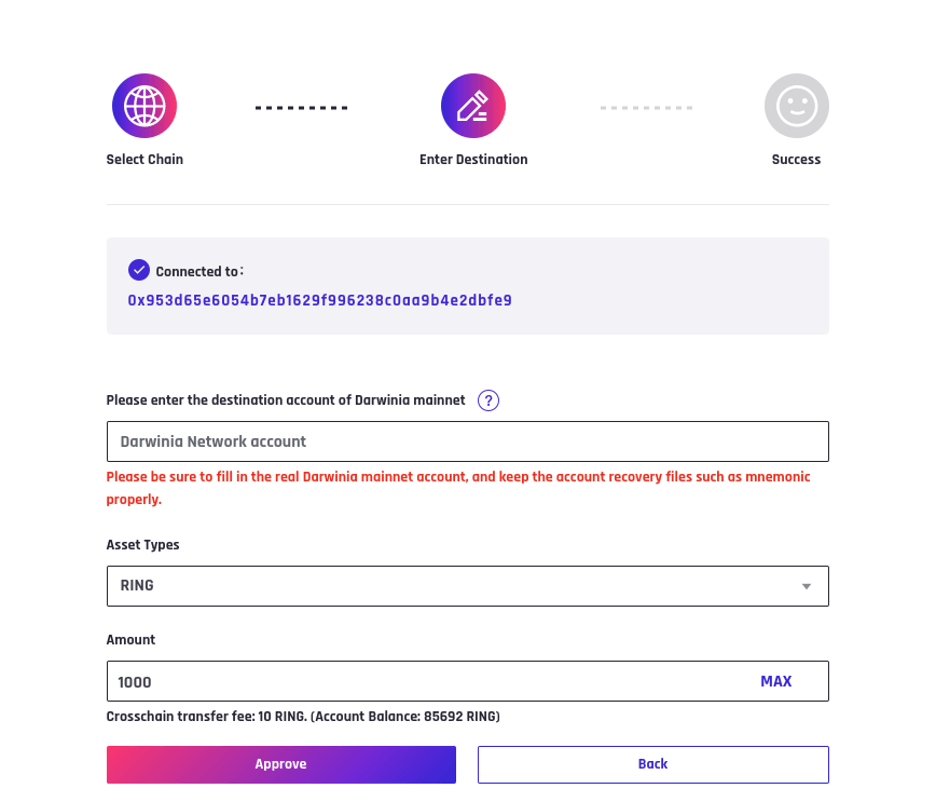 Select Chain
Enter Destination
Success
Connected to：
0x953d65e6054b7eb1629f996238c0aa9b4e2dbfe9
Please enter the destination account of Darwinia mainnet ?
Darwinia Network account
Please be sure to fill in the real Darwinia mainnet account, and keep the account recovery files such as mnemonic
properly.
Asset Types
RING
Amount
1000 MAX
Crosschain transfer fee: 10 RING. (Account Balance: 85692 RING)
Approve
Back